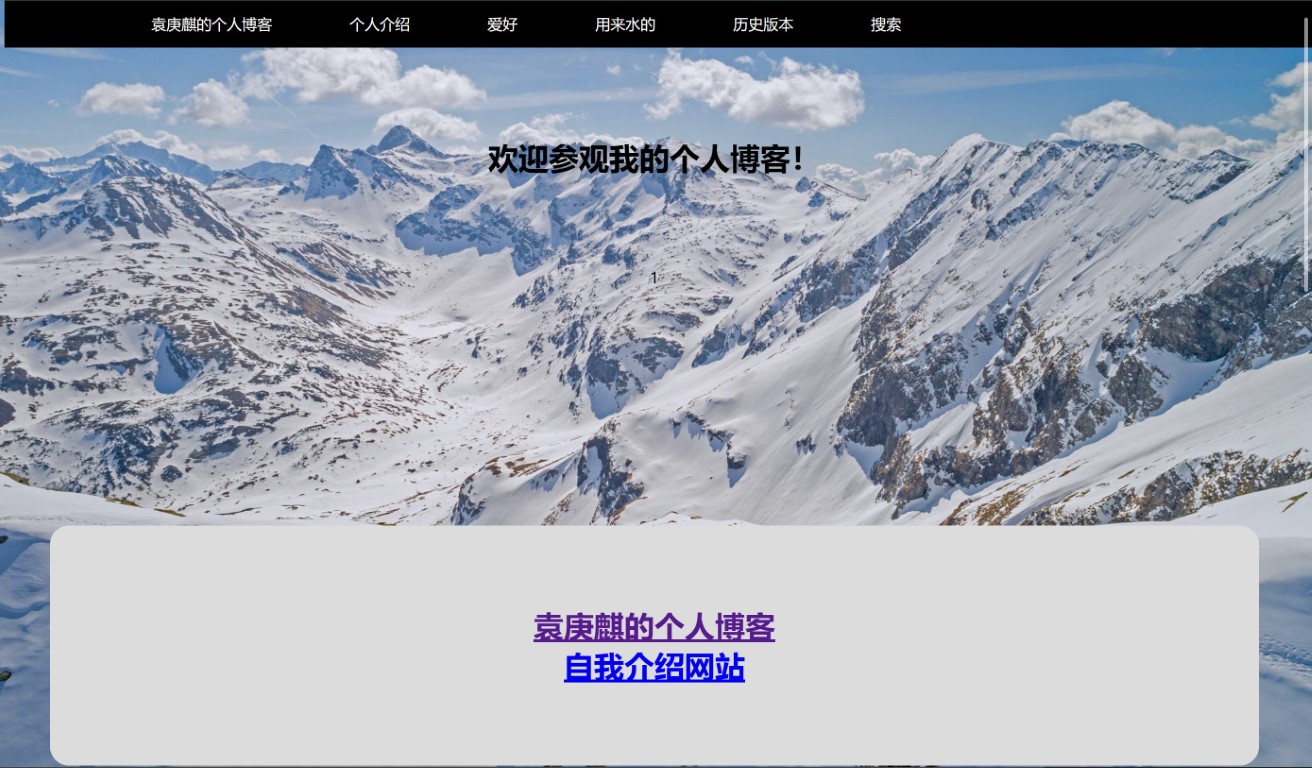 袁庚麒的个人博客 个人介绍 爱好 用来水的 历史版本 搜索
欢迎参观我的个人博客！
1
袁庚麒的个人博客
自我介绍网站